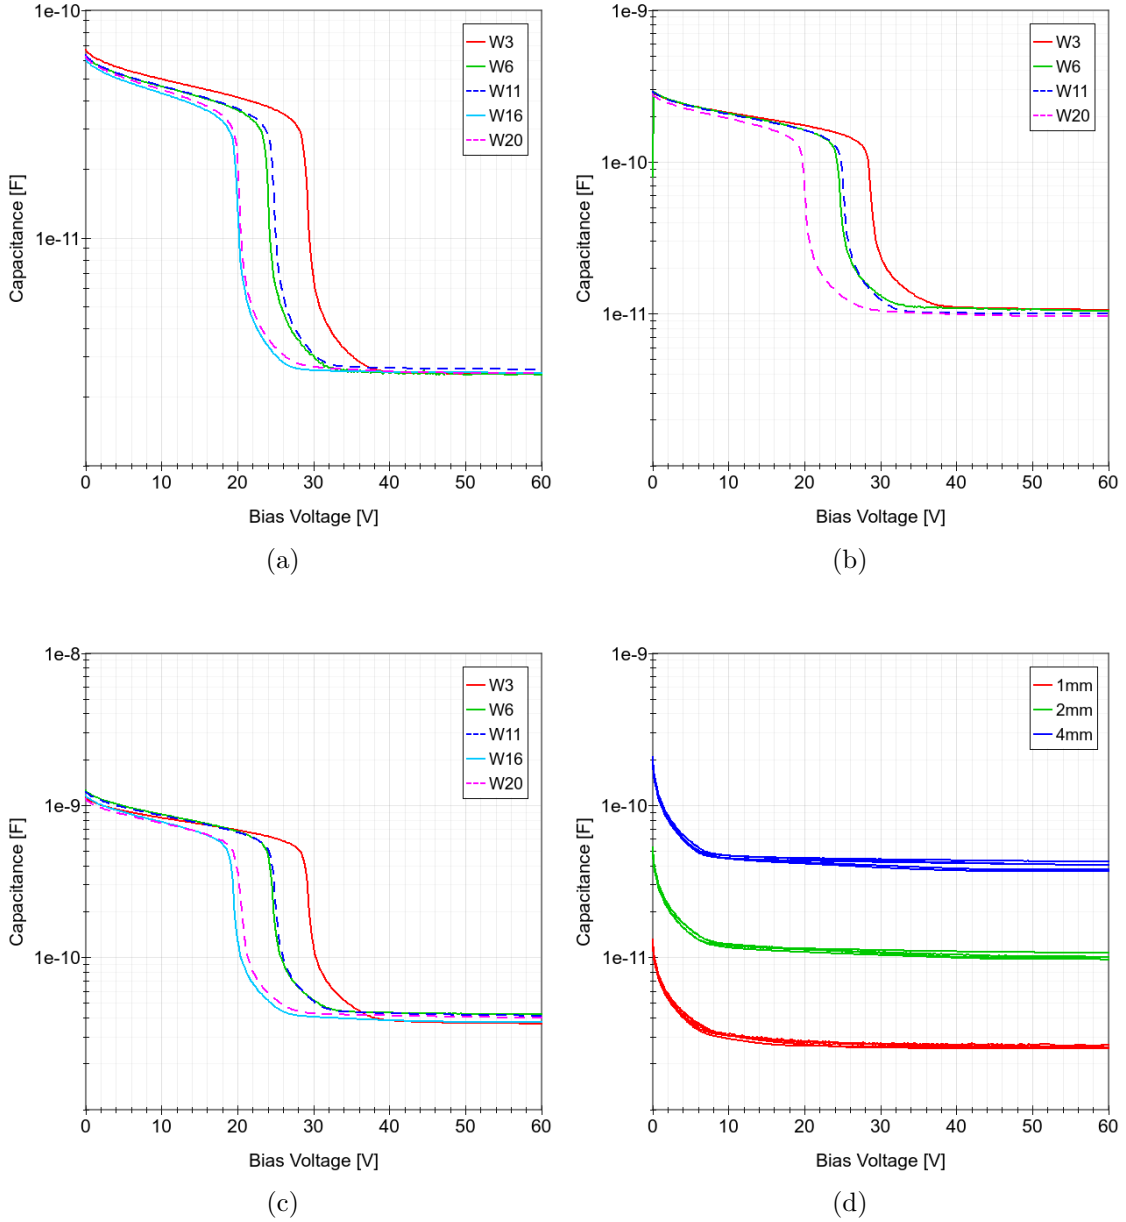 1e-10
1e-11
Capacitance [F]
W3
W6
W11
W16
W20
0 10 20 30 40 50 60
Bias Voltage [V]
(a)
1e-9
1e-10
1e-11
Capacitance [F]
W3
W6
W11
W20
0 10 20 30 40 50 60
Bias Voltage [V]
(b)
1e-8
1e-9
1e-10
Capacitance [F]
W3
W6
W11
W16
W20
0 10 20 30 40 50 60
Bias Voltage [V]
(c)
1e-9
1e-10
1e-11
Capacitance [F]
1mm
2mm
4mm
0 10 20 30 40 50 60
Bias Voltage [V]
(d)